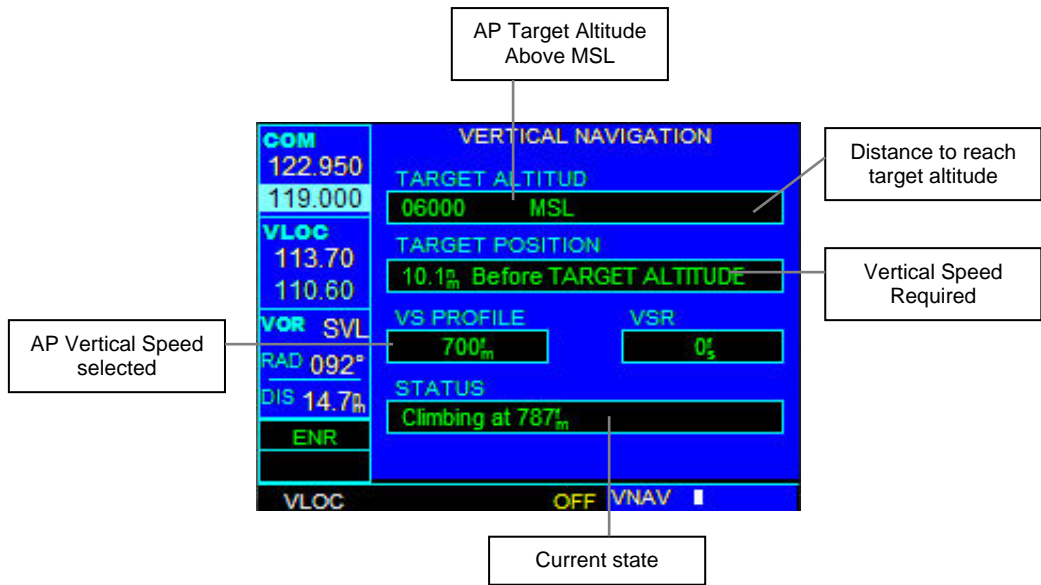 AP Target Altitude
Above MSL
COM
122.950
119.000
VLOC
113.70
110.60
VOR SVL
RAD 092°
DIS 14.7nm
ENR
VERTICAL NAVIGATION
TARGET ALTITUD
06000 MSL
TARGET POSITION
10.1nm Before TARGET ALTITUDE
VS PROFILE
700fm
VSR
0fs
STATUS
Climbing at 787fm
VLOC OFF VNAV
Distance to reach
target altitude
Vertical Speed
Required
AP Vertical Speed
selected
Current state